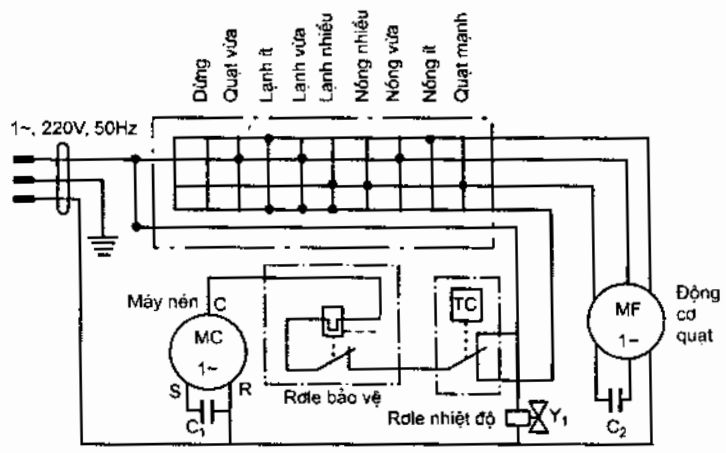 Dừng
Quạt vừa
Lạnh ít
Lạnh vừa
Lạnh nhiều
Nóng nhiều
Nóng vừa
Nóng ít
Quạt mạnh
1~, 220V, 50Hz
Máy nén
C
MC
1~
S
R
C1
Rơle bảo vệ
TC
Rơle nhiệt độ
Y1
MF
1~
Động
cơ
quạt
C2